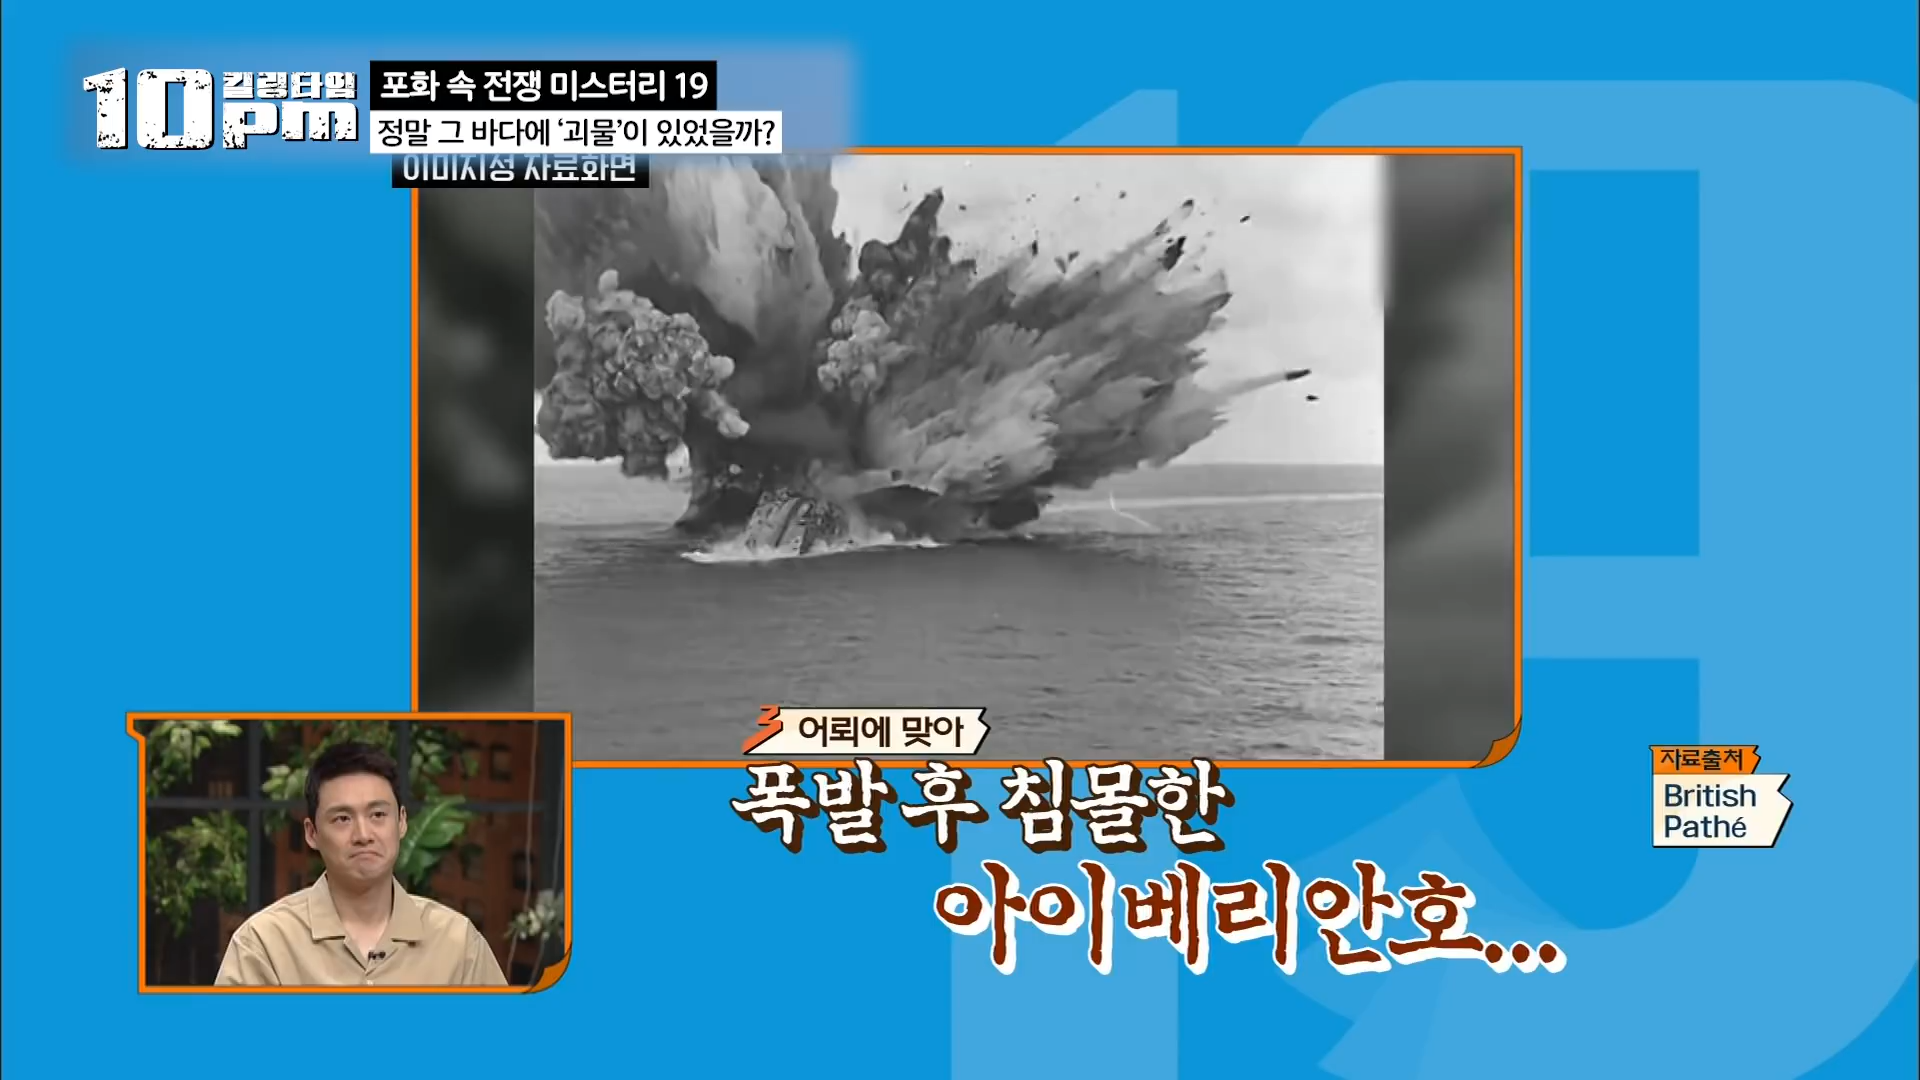 10pm
킬링타임
포화 속 전쟁 미스터리 19
정말 그 바다에 ‘괴물’이 있었을까?
이미지성 자료화면
어뢰에 맞아
폭발 후 침몰한
아이베리안호...
자료출처
British
Pathé